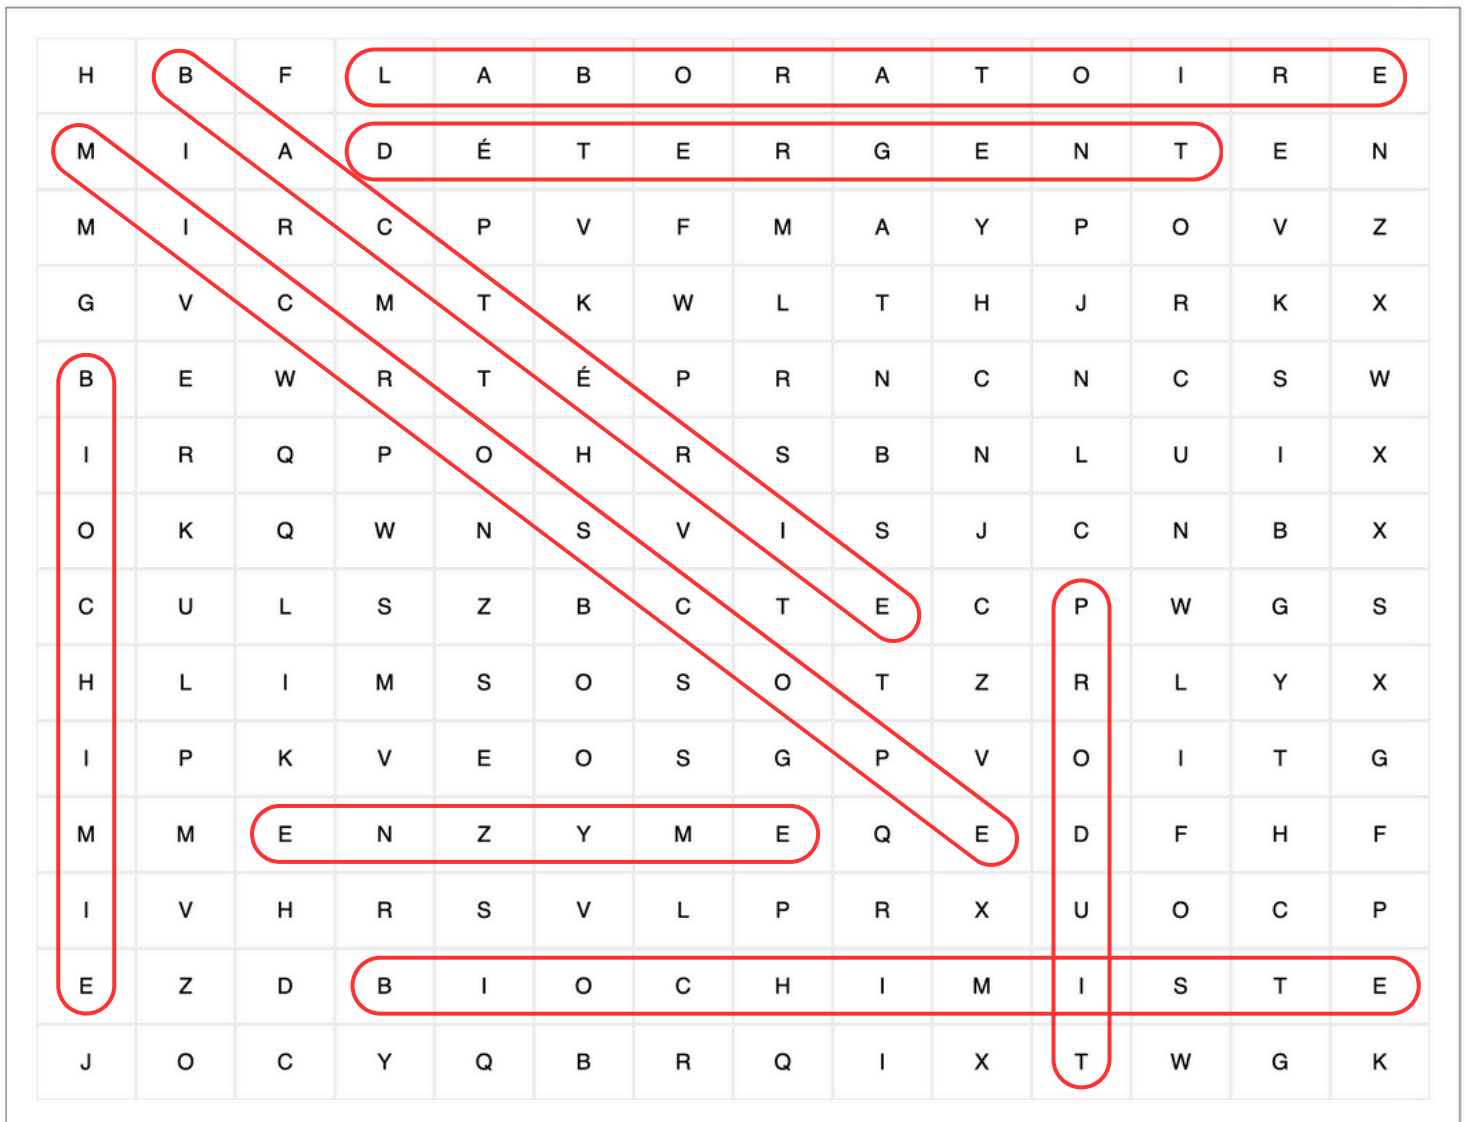 H B F L A B O R A T O I R E
M I A D É T E R G E N T E N
M I R C P V F M A Y P O V Z
G V C M T K W L T H J R K X
B E W R T É P R N C N C S W
I R Q P O H R S B N L U I X
O K Q W N S V I S J C N B X
C U L S Z B C T E C P W G S
H L I M S O S O T Z R L Y X
I P K V E O S G P V O I T G
M M E N Z Y M E Q E D F H F
I V H R S V L P R X U O C P
E Z D B I O C H I M I S T E
J O C Y Q B R Q I X T W G K